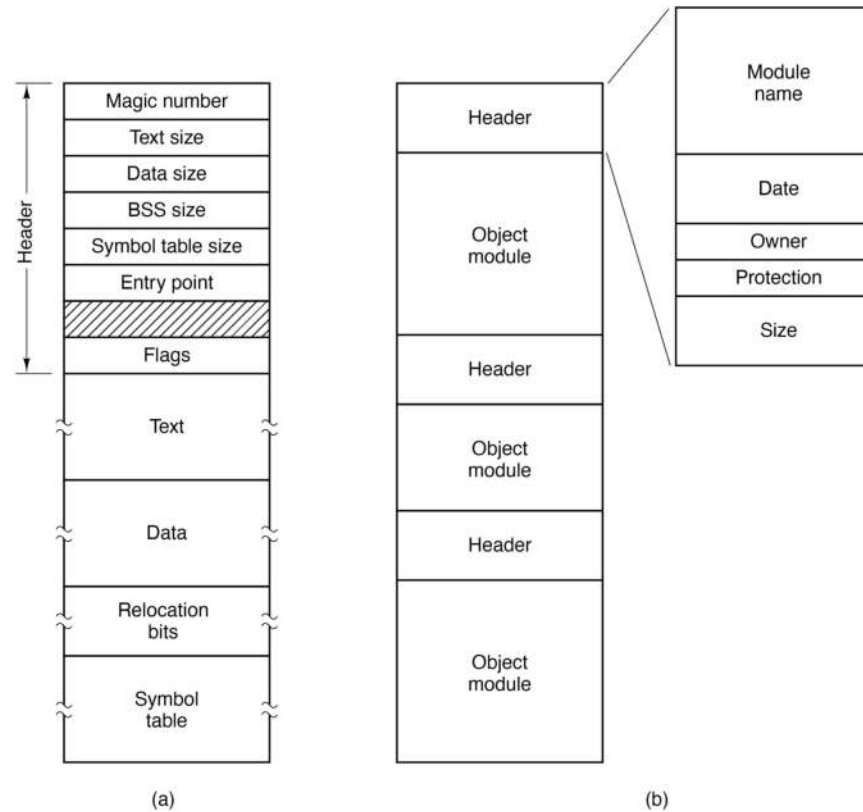 Header
Magic number
Text size
Data size
BSS size
Symbol table size
Entry point
Flags
Text
Data
Relocation
bits
Symbol
table
(a)
Header
Object
module
Header
Object
module
Header
Object
module
Module
name
Date
Owner
Protection
Size
(b)